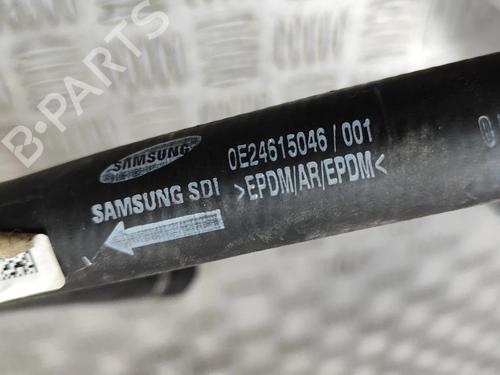 SAMSUNG
0E24615046 / 001
SAMSUNG SDI >EPDM/AR/EPDM<
B-Parts